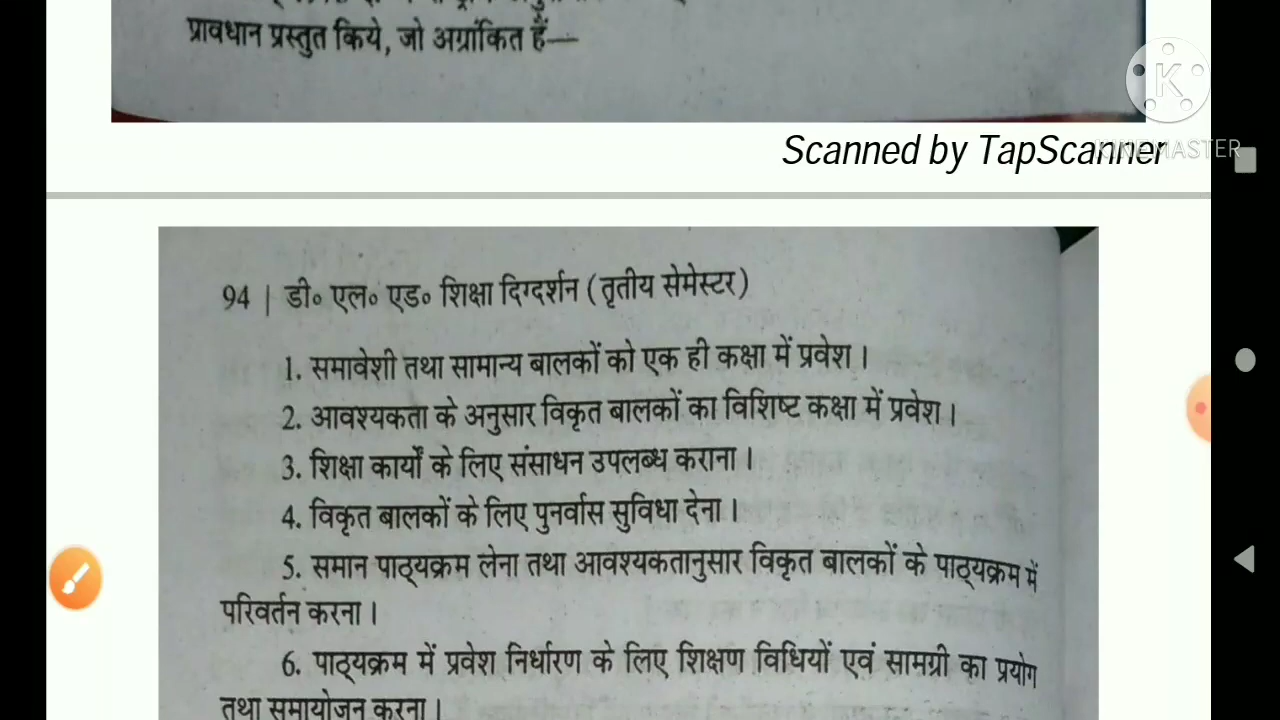 प्रावधान प्रस्तुत किये, जो अग्रांकित हैं—
K
KINEMASTER
Scanned by TapScanner
94 | डी० एल० एड० शिक्षा दिग्दर्शन (तृतीय सेमेस्टर)
1. समावेशी तथा सामान्य बालकों को एक ही कक्षा में प्रवेश।
2. आवश्यकता के अनुसार विकृत बालकों का विशिष्ट कक्षा में प्रवेश।
3. शिक्षा कार्यों के लिए संसाधन उपलब्ध कराना।
4. विकृत बालकों के लिए पुनर्वास सुविधा देना।
5. समान पाठ्यक्रम लेना तथा आवश्यकतानुसार विकृत बालकों के पाठ्यक्रम में
परिवर्तन करना।
6. पाठ्यक्रम में प्रवेश निर्धारण के लिए शिक्षण विधियों एवं सामग्री का प्रयोग
तथा समायोजन करना।